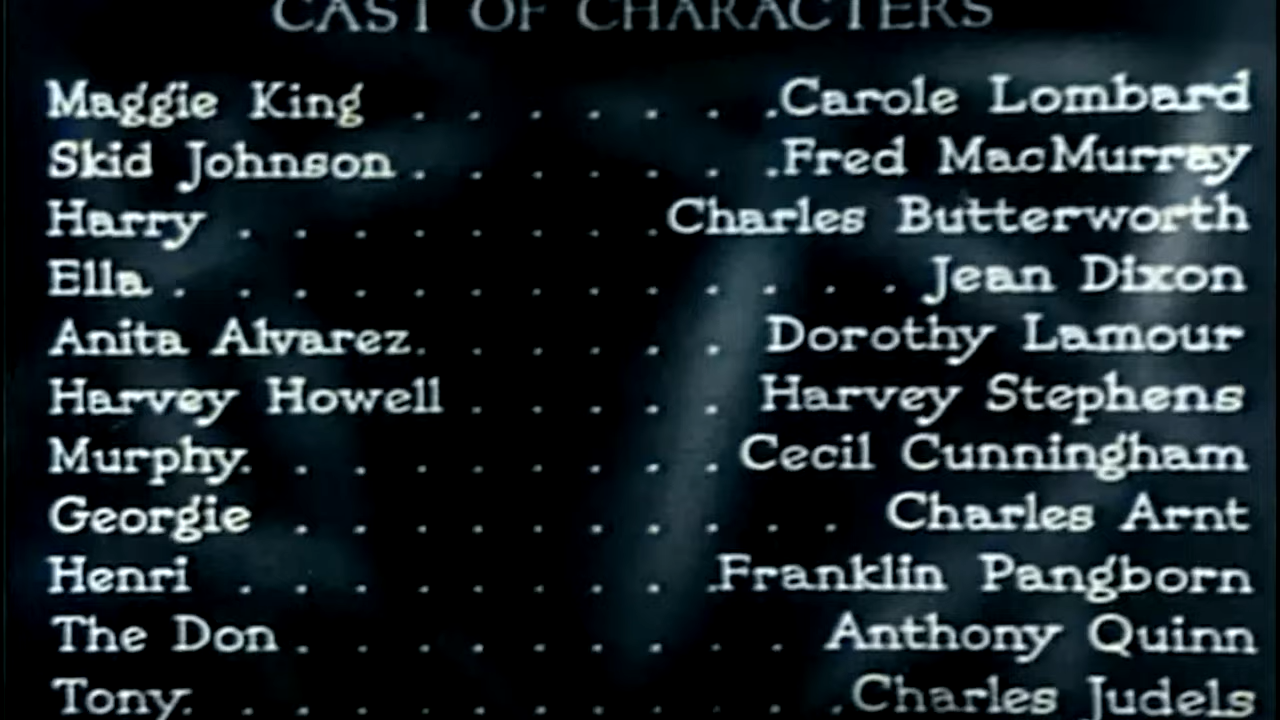 CAST OF CHARACTERS
Maggie King . . . . . . .Carole Lombard
Skid Johnson . . . . . . .Fred MacMurray
Harry . . . . . . . .Charles Butterworth
Ella . . . . . . . . . . . . . Jean Dixon
Anita Alvarez. . . . . . Dorothy Lamour
Harvey Howell . . . . . Harvey Stephens
Murphy. . . . . . . . . Cecil Cunningham
Georgie . . . . . . . . . . Charles Arnt
Henri . . . . . . . . .Franklin Pangborn
The Don . . . . . . . . . Anthony Quinn
Tony. . . . . . . . . . . .Charles Judels